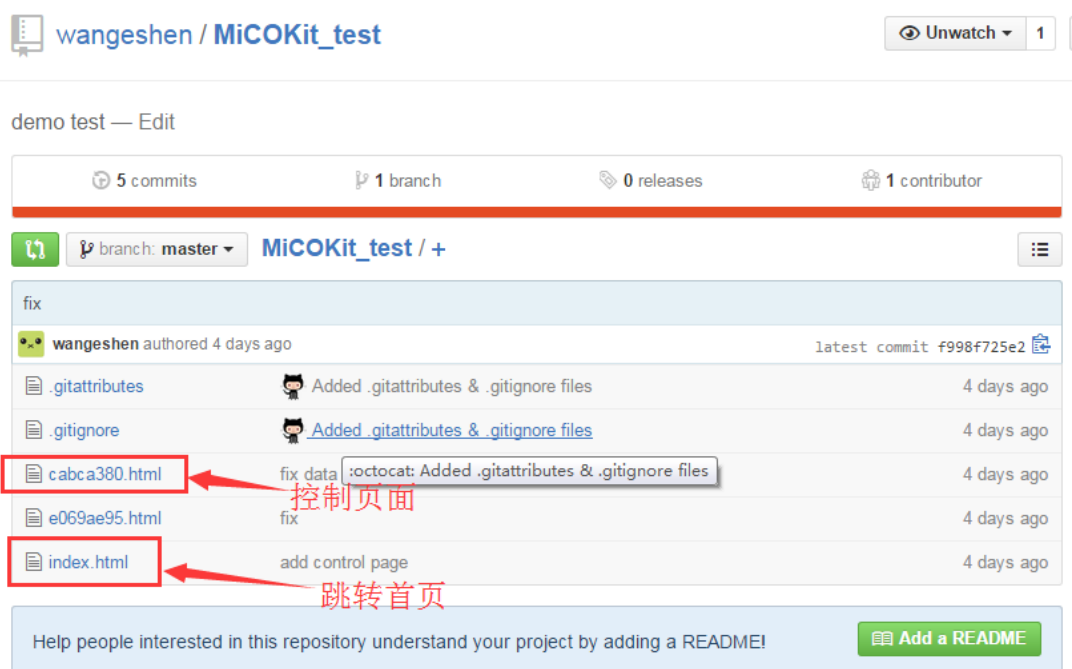 wangeshen / MiCOKit_test
Unwatch 1
demo test — Edit
5 commits 1 branch 0 releases 1 contributor
branch: master MiCOKit_test / +
fix
wangeshen authored 4 days ago latest commit f998f725e2
.gitattributes Added .gitattributes & .gitignore files 4 days ago
.gitignore Added .gitattributes & .gitignore files 4 days ago
cabca380.html fix data :octocat: Added .gitattributes & .gitignore files 4 days ago
控制页面
e069ae95.html fix 4 days ago
index.html add control page 4 days ago
跳转首页
Help people interested in this repository understand your project by adding a README! Add a README